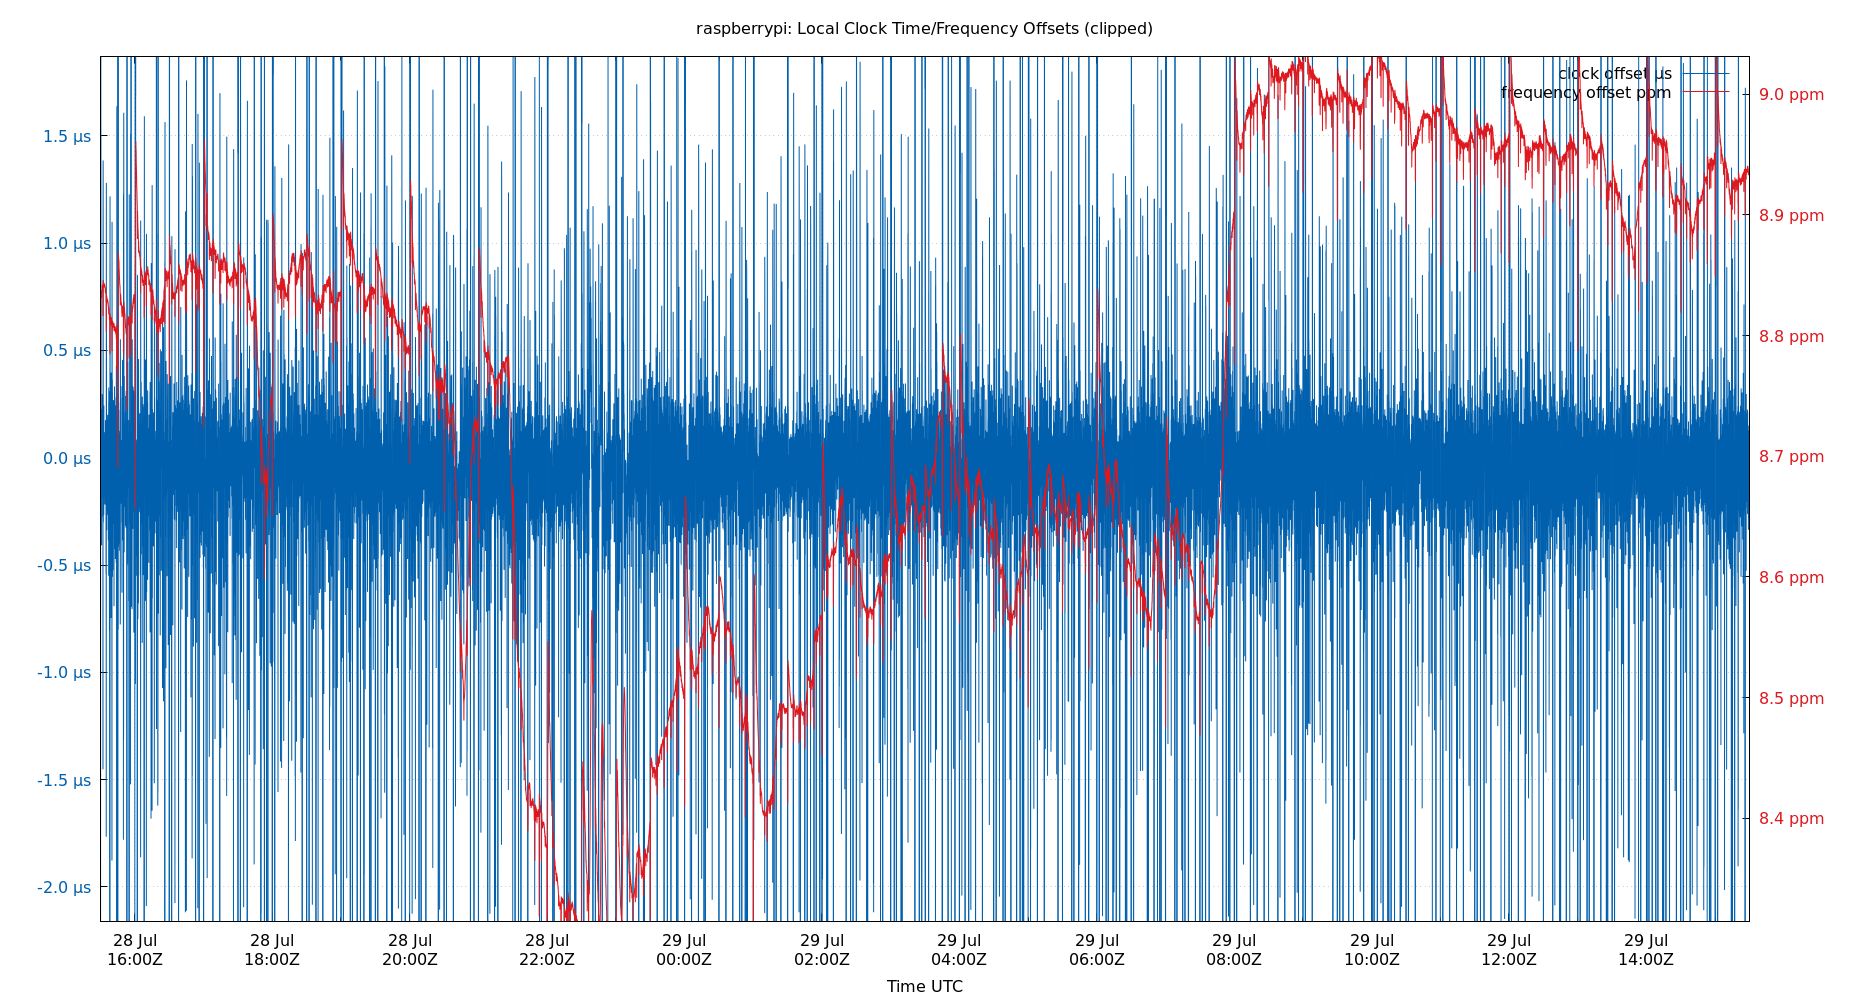 raspberrypi: Local Clock Time/Frequency Offsets (clipped)
clock offset µs
frequency offset ppm
1.5 µs
1.0 µs
0.5 µs
0.0 µs
-0.5 µs
-1.0 µs
-1.5 µs
-2.0 µs
9.0 ppm
8.9 ppm
8.8 ppm
8.7 ppm
8.6 ppm
8.5 ppm
8.4 ppm
28 Jul 16:00Z
28 Jul 18:00Z
28 Jul 20:00Z
28 Jul 22:00Z
29 Jul 00:00Z
29 Jul 02:00Z
29 Jul 04:00Z
29 Jul 06:00Z
29 Jul 08:00Z
29 Jul 10:00Z
29 Jul 12:00Z
29 Jul 14:00Z
Time UTC